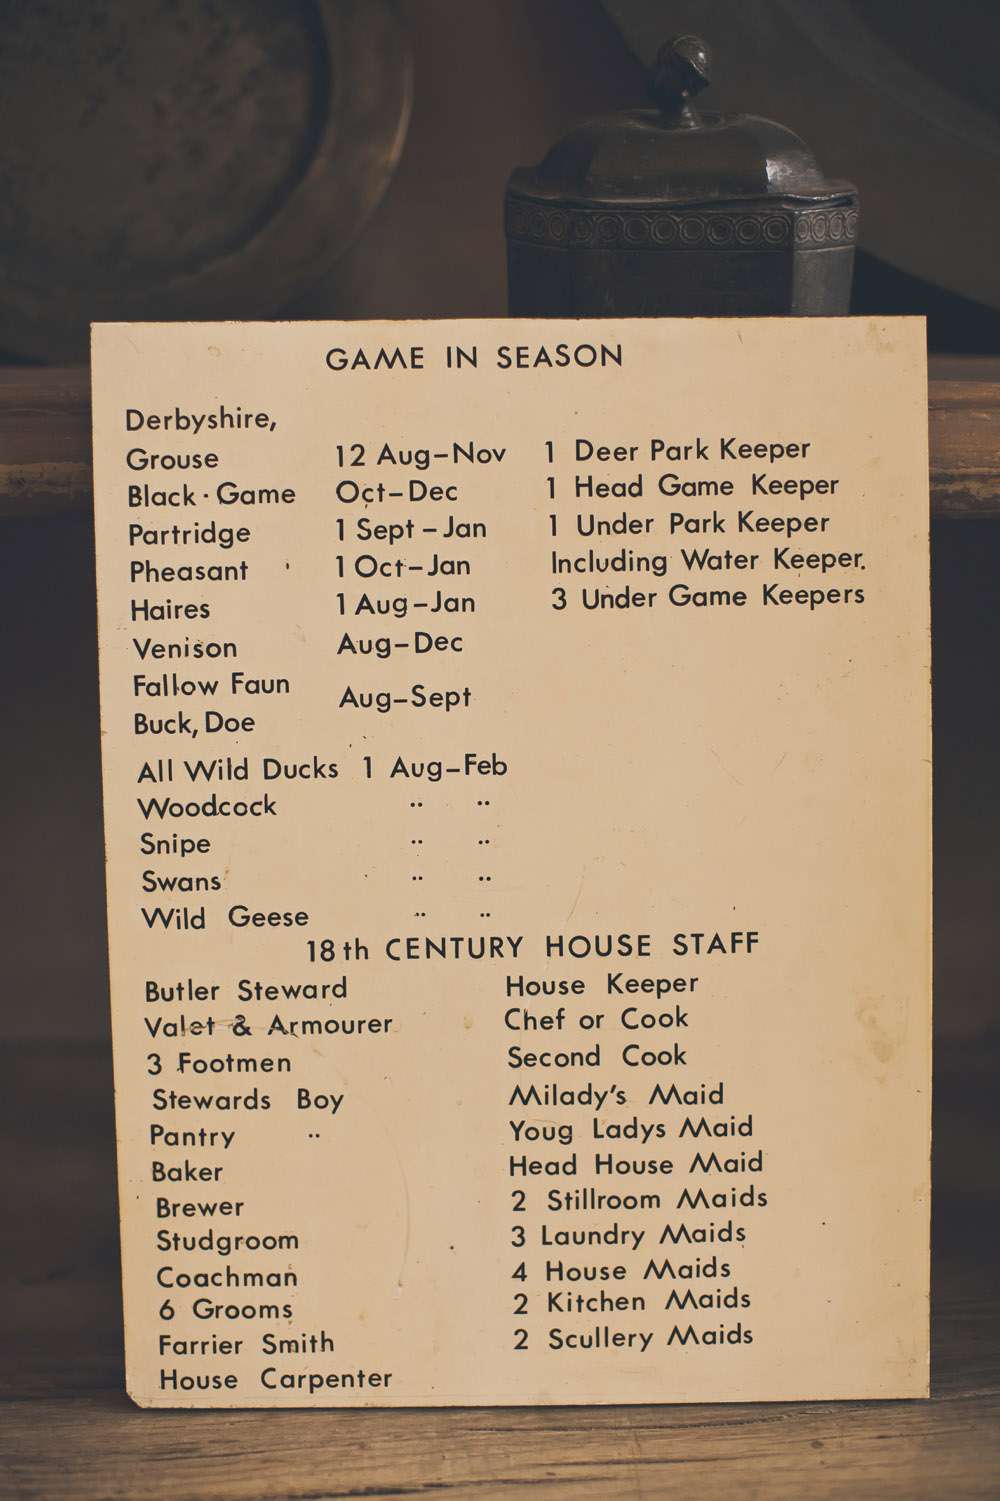 GAME IN SEASON
Derbyshire,
Grouse 12 Aug–Nov 1 Deer Park Keeper
Black·Game Oct–Dec 1 Head Game Keeper
Partridge 1 Sept–Jan 1 Under Park Keeper
Pheasant 1 Oct–Jan Including Water Keeper.
Haires 1 Aug–Jan 3 Under Game Keepers
Venison Aug–Dec
Fallow Faun
Aug–Sept
Buck, Doe
All Wild Ducks 1 Aug–Feb
Woodcock ¨ ¨
Snipe ¨ ¨
Swans ¨ ¨
Wild Geese ¨ ¨
18th CENTURY HOUSE STAFF
Butler Steward House Keeper
Valet & Armourer Chef or Cook
3 Footmen Second Cook
Stewards Boy Milady's Maid
Pantry ¨ Youg Ladys Maid
Baker Head House Maid
Brewer 2 Stillroom Maids
Studgroom 3 Laundry Maids
Coachman 4 House Maids
6 Grooms 2 Kitchen Maids
Farrier Smith 2 Scullery Maids
House Carpenter